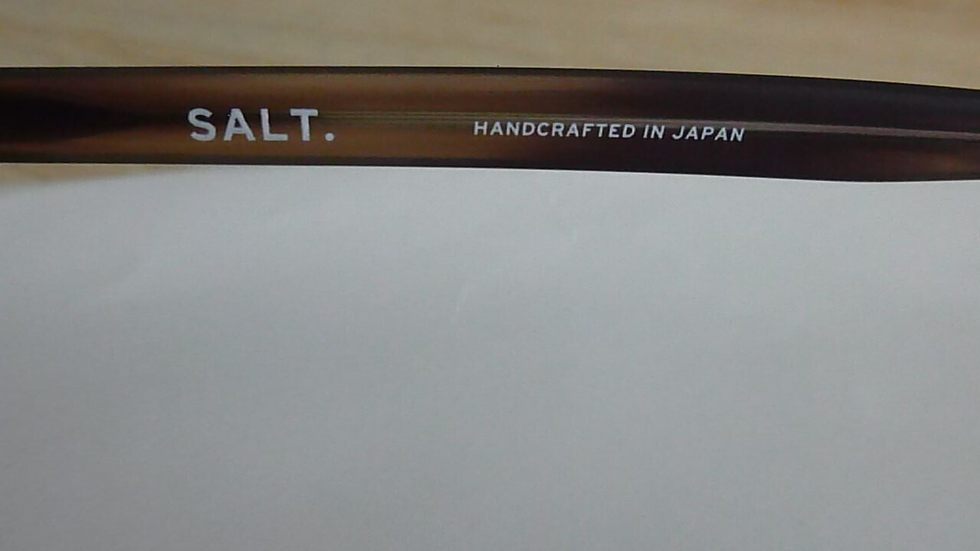 SALT. HANDCRAFTED IN JAPAN